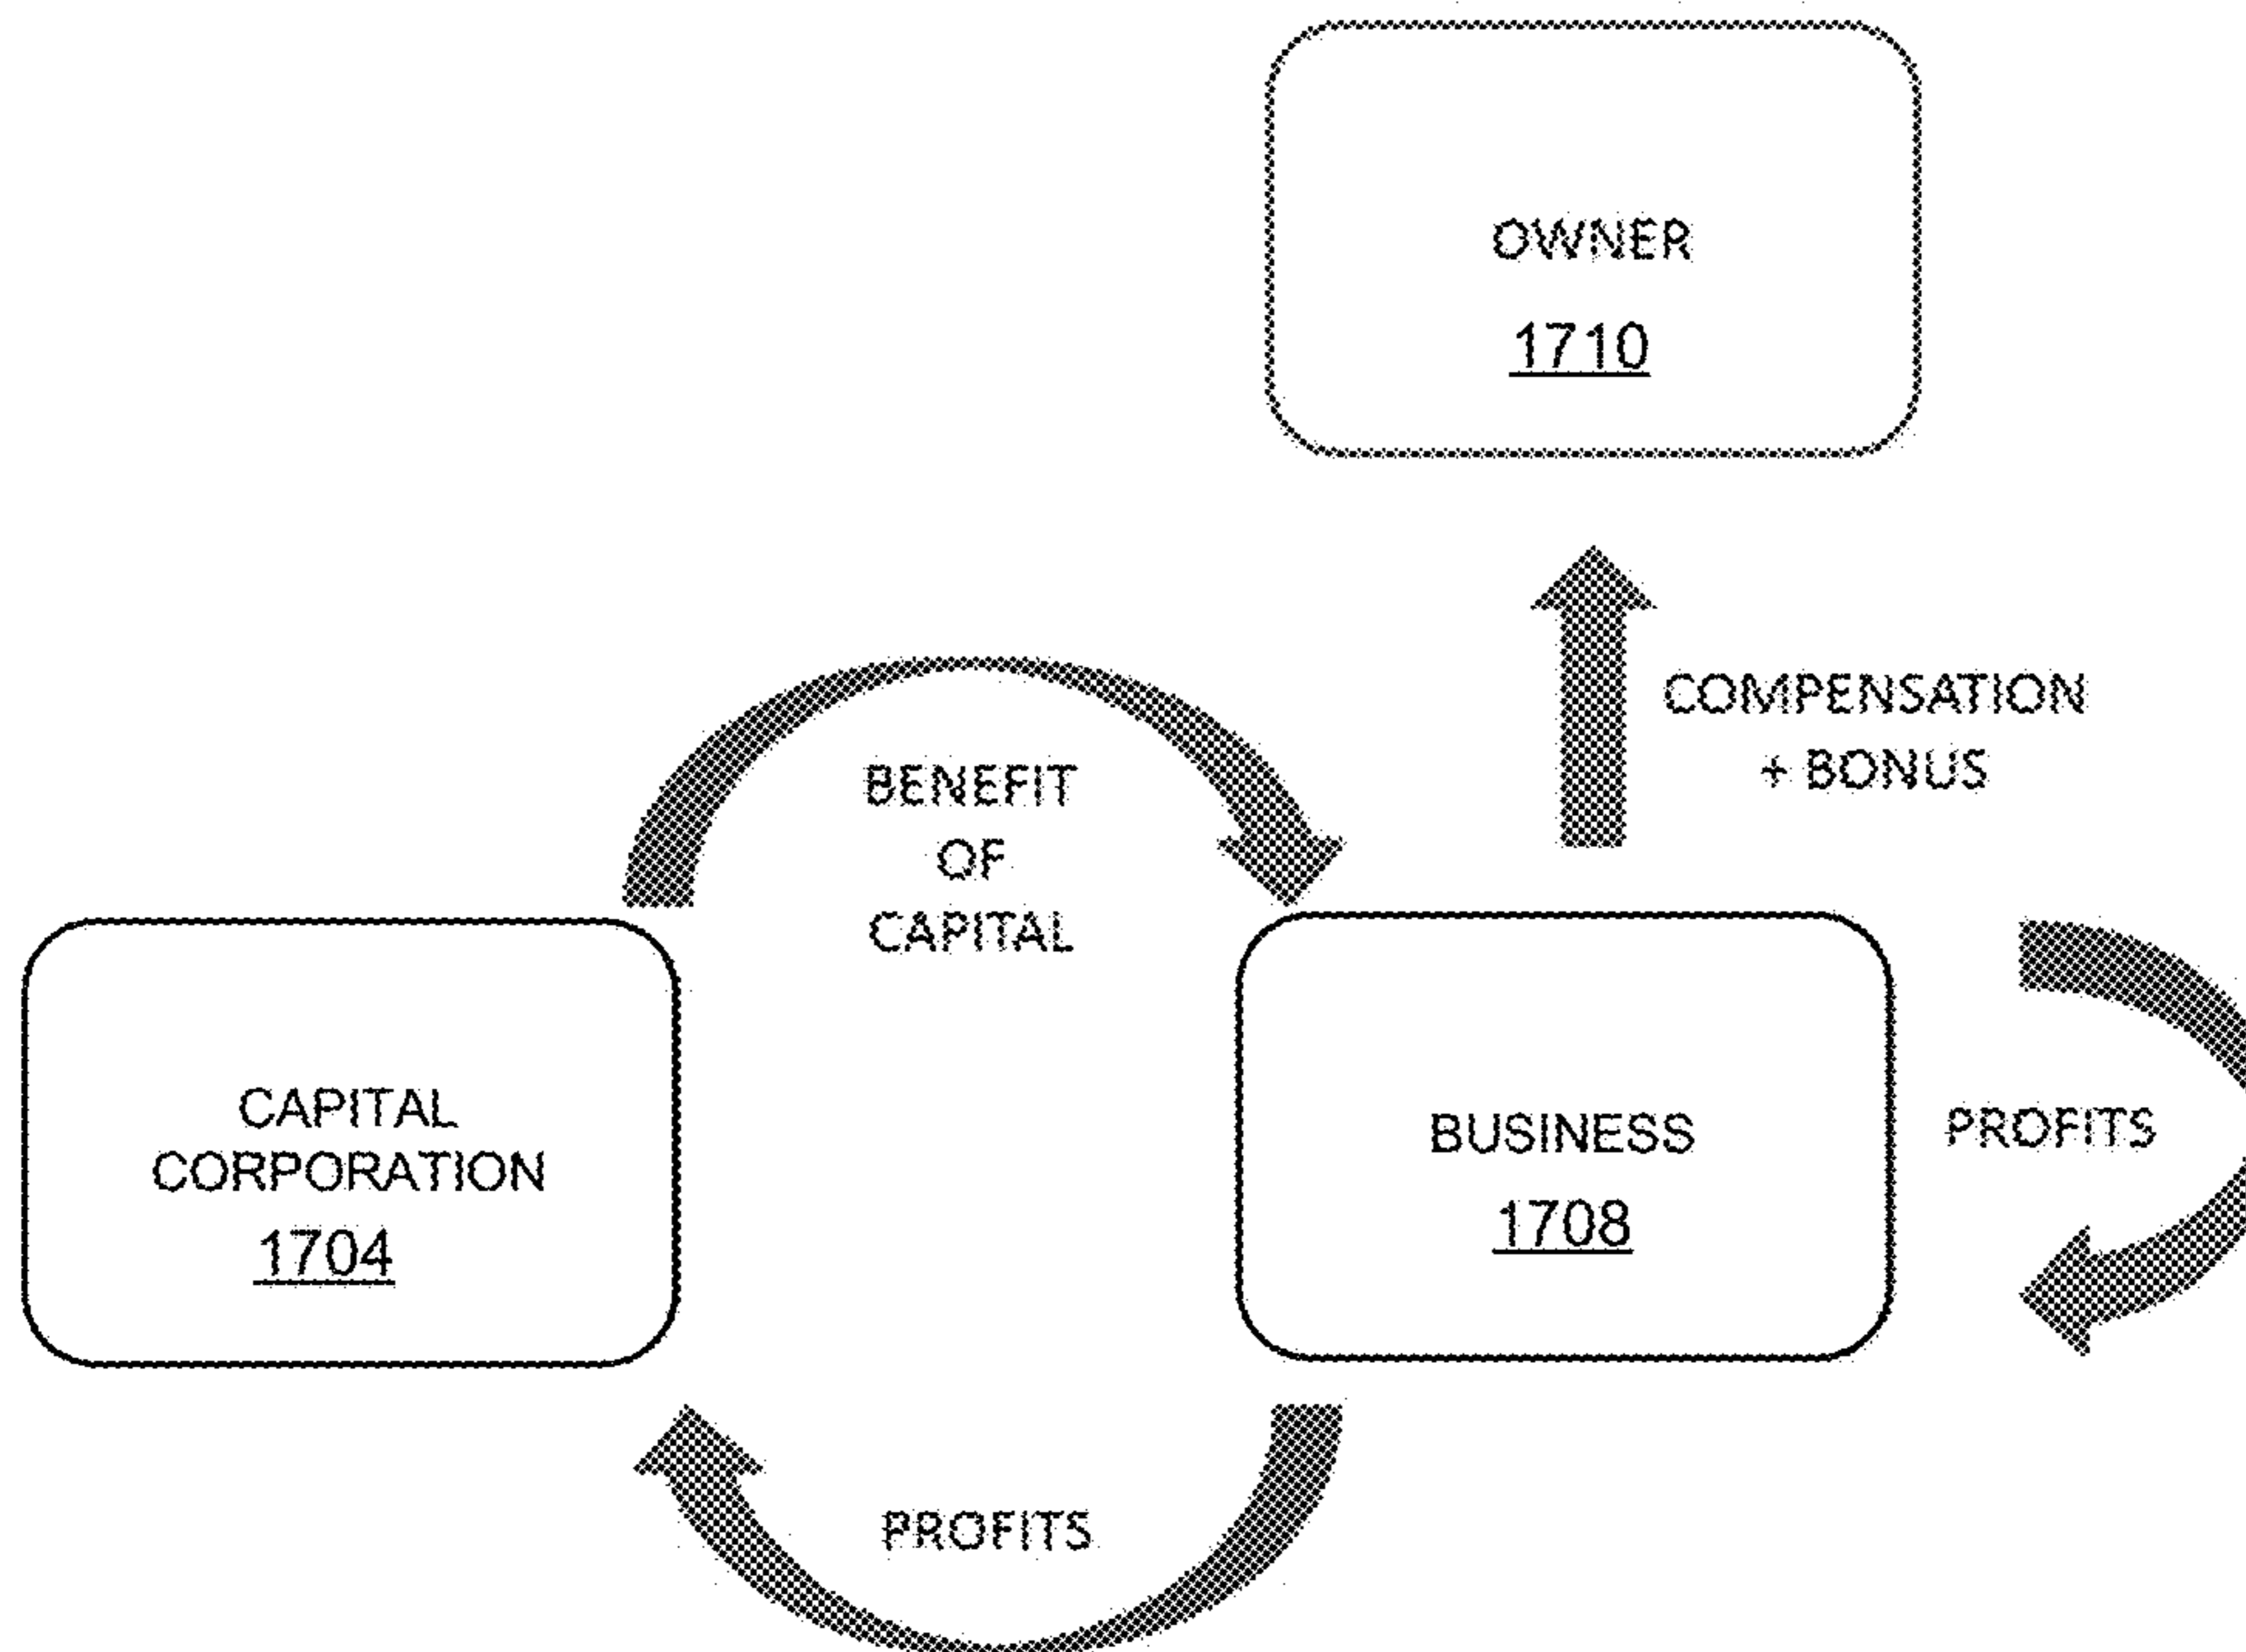 OWNER
1710
COMPENSATION
+ BONUS
BENEFIT
OF
CAPITAL
CAPITAL
CORPORATION
1704
BUSINESS
1708
PROFITS
PROFITS